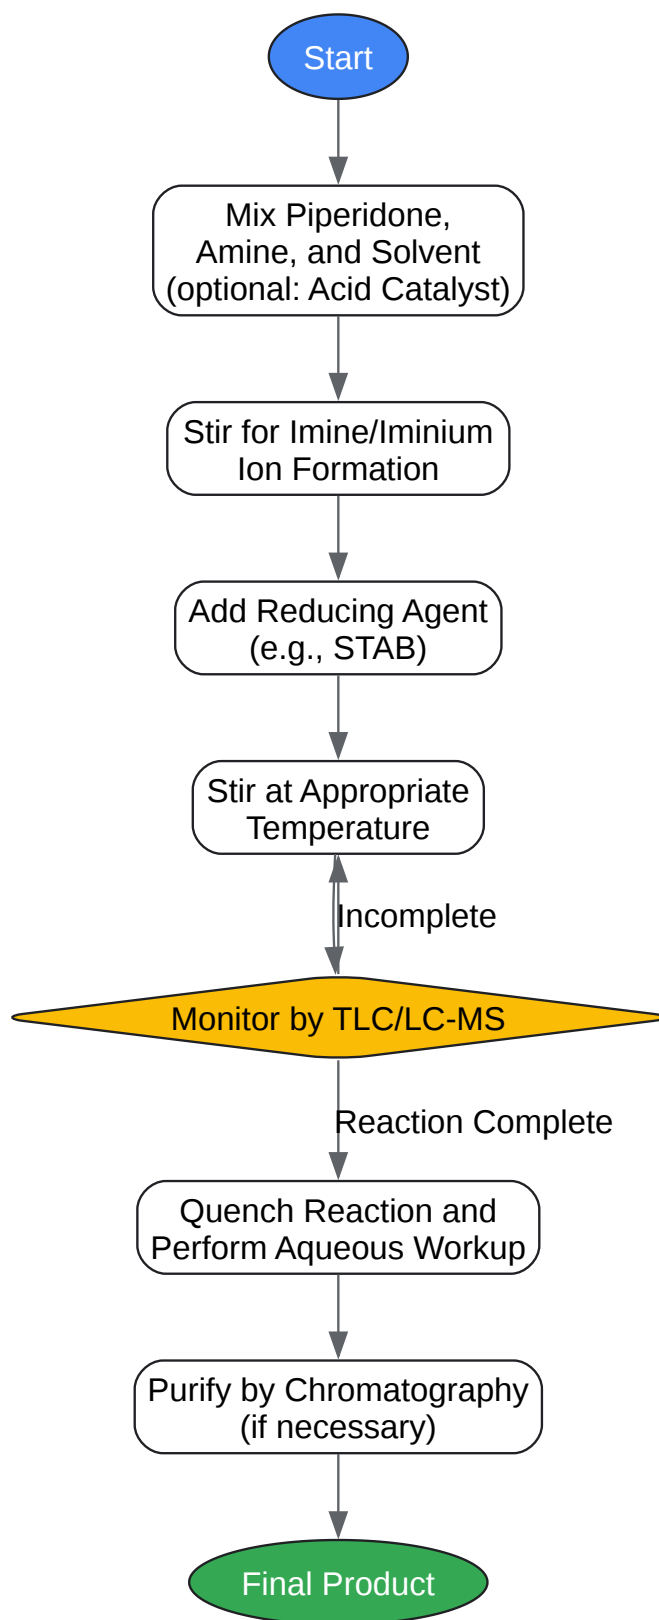 Start
Mix Piperidone,
Amine, and Solvent
(optional: Acid Catalyst)
Stir for Imine/Iminium
Ion Formation
Add Reducing Agent
(e.g., STAB)
Stir at Appropriate
Temperature
Incomplete
Monitor by TLC/LC-MS
Reaction Complete
Quench Reaction and
Perform Aqueous Workup
Purify by Chromatography
(if necessary)
Final Product